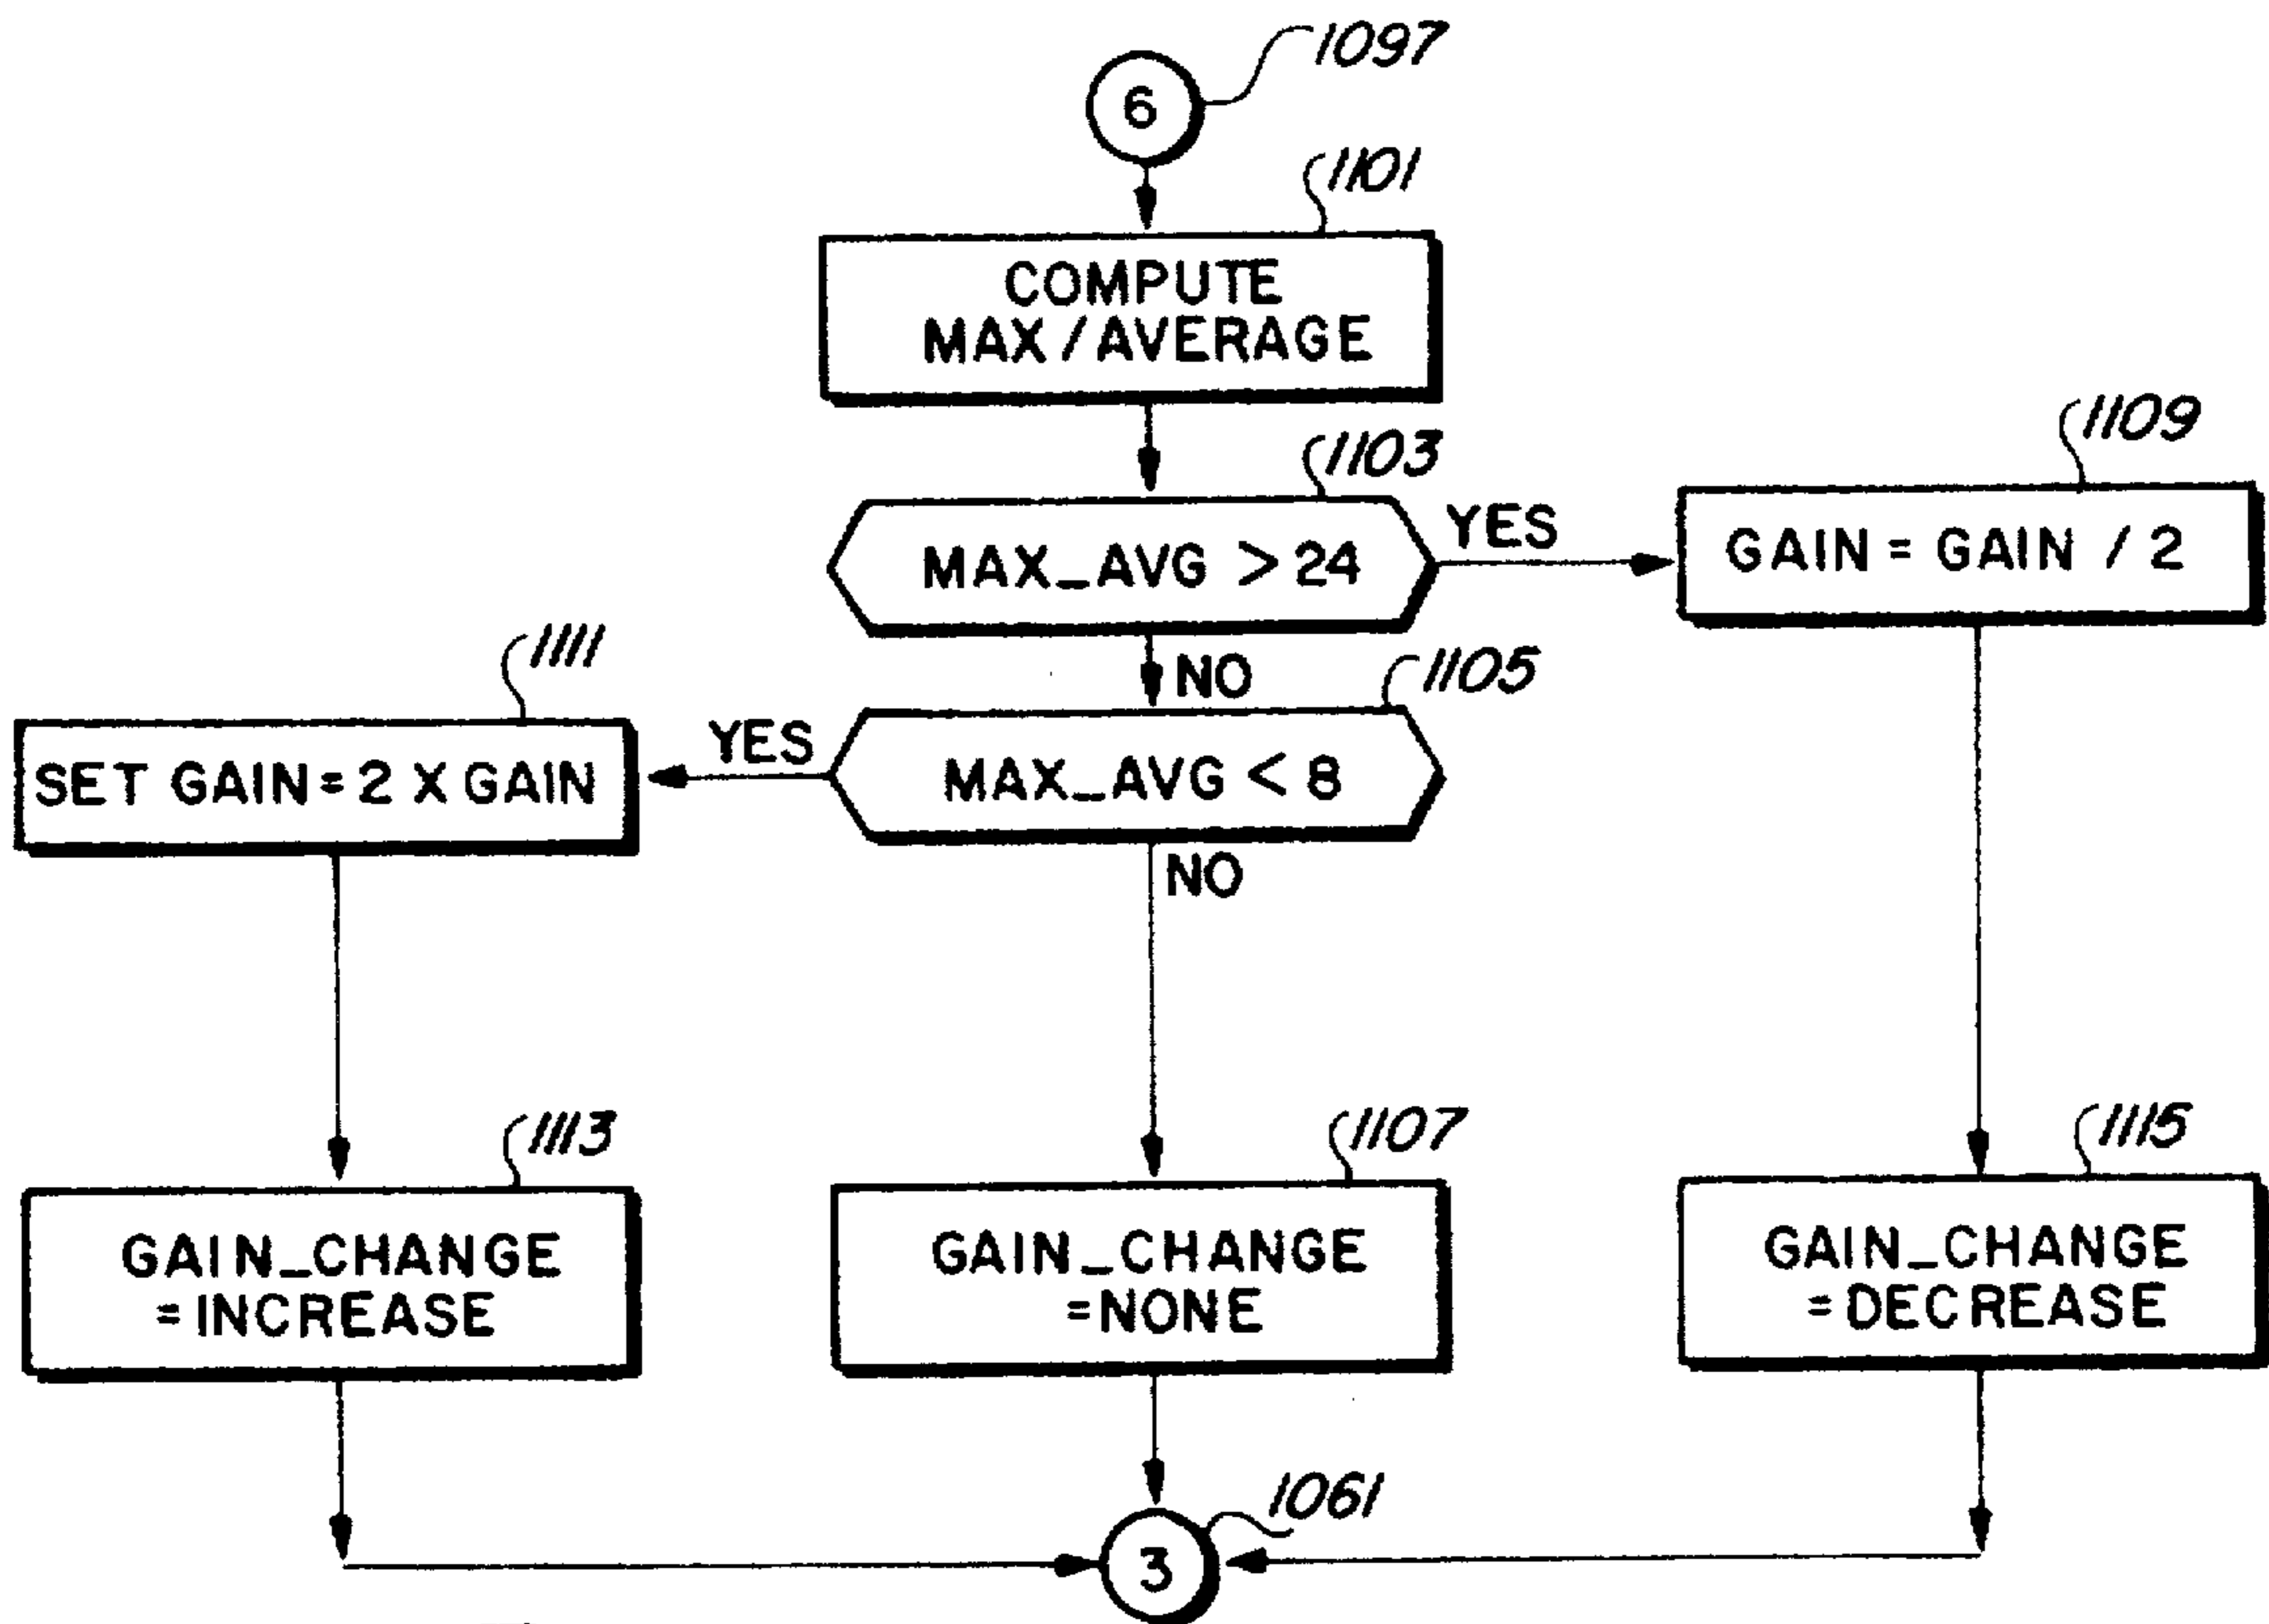 1097
6
1101
COMPUTE
MAX/AVERAGE
1103
1109
MAX_AVG > 24
YES
GAIN = GAIN / 2
NO
1111
1105
SET GAIN = 2 X GAIN
YES
MAX_AVG < 8
NO
1113
1107
1115
GAIN_CHANGE
=INCREASE
GAIN_CHANGE
=NONE
GAIN_CHANGE
=DECREASE
1061
3